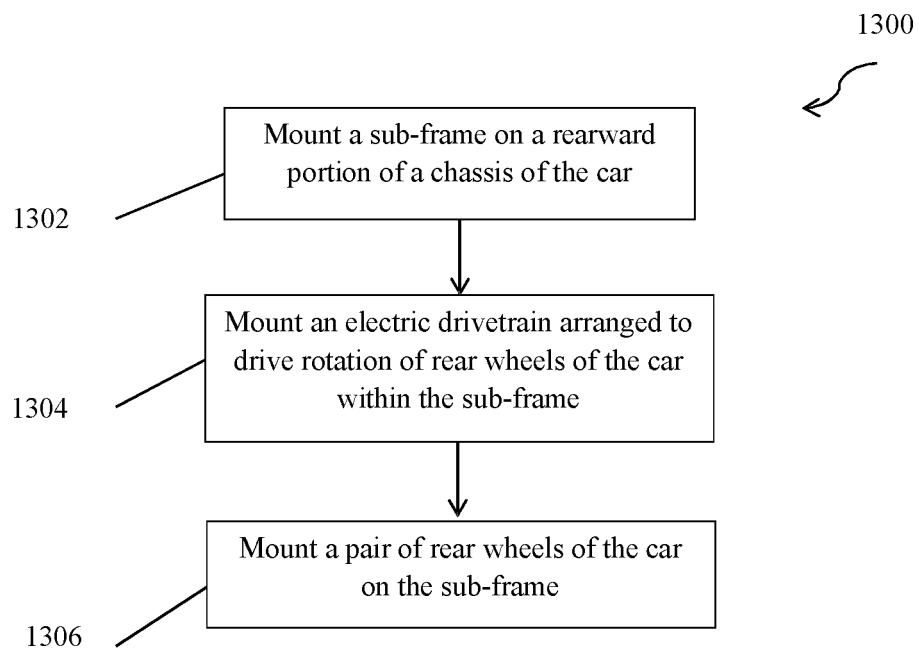 1300
Mount a sub-frame on a rearward
portion of a chassis of the car
1302
Mount an electric drivetrain arranged to
drive rotation of rear wheels of the car
within the sub-frame
1304
Mount a pair of rear wheels of the car
on the sub-frame
1306